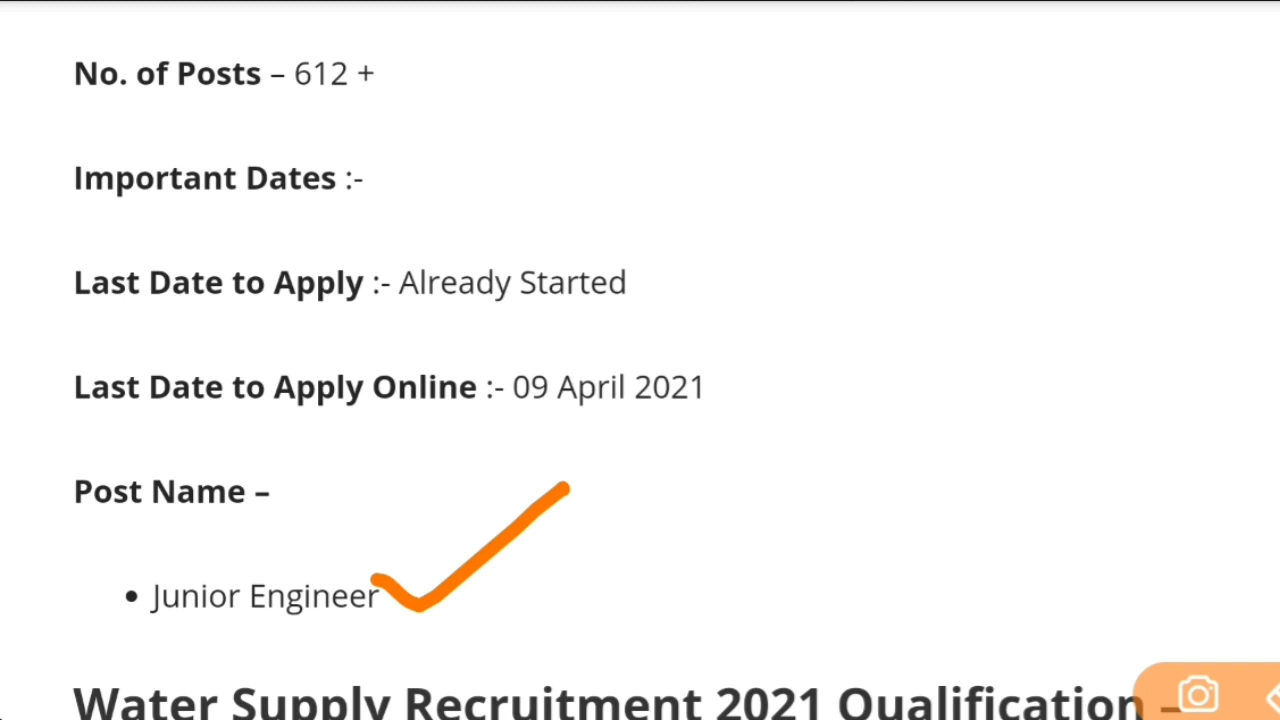 No. of Posts – 612 +
Important Dates :-
Last Date to Apply :- Already Started
Last Date to Apply Online :- 09 April 2021
Post Name –
• Junior Engineer
Water Supply Recruitment 2021 Qualification –